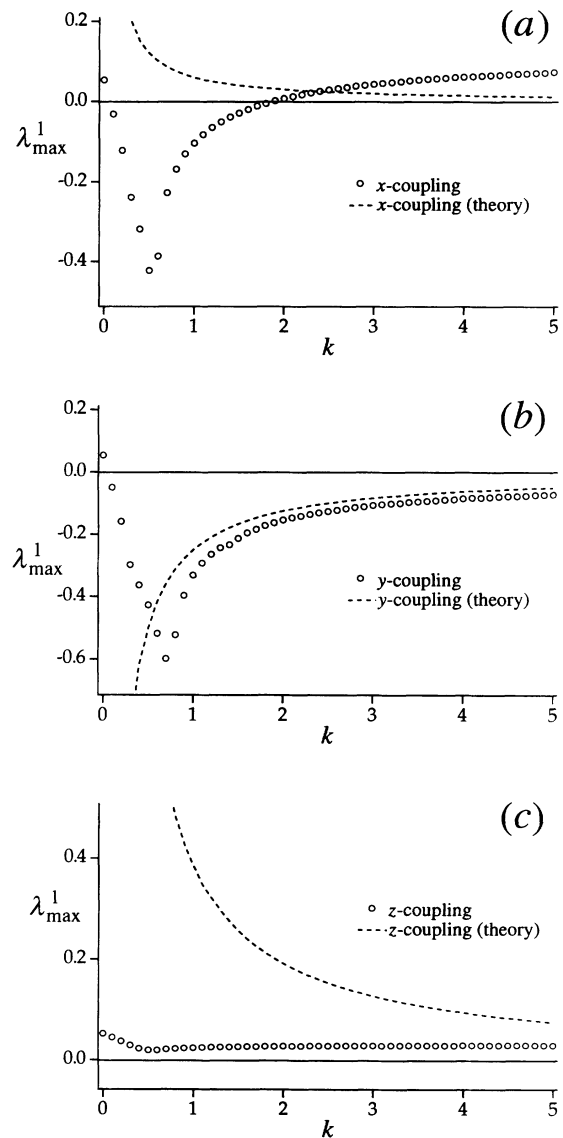 (a)
0.2
0.0
-0.2
-0.4
λ¹max
x-coupling
x-coupling (theory)
0 1 2 3 4 5
k
(b)
0.2
0.0
-0.2
-0.4
-0.6
λ¹max
y-coupling
y-coupling (theory)
0 1 2 3 4 5
k
(c)
0.4
0.2
0.0
λ¹max
z-coupling
z-coupling (theory)
0 1 2 3 4 5
k